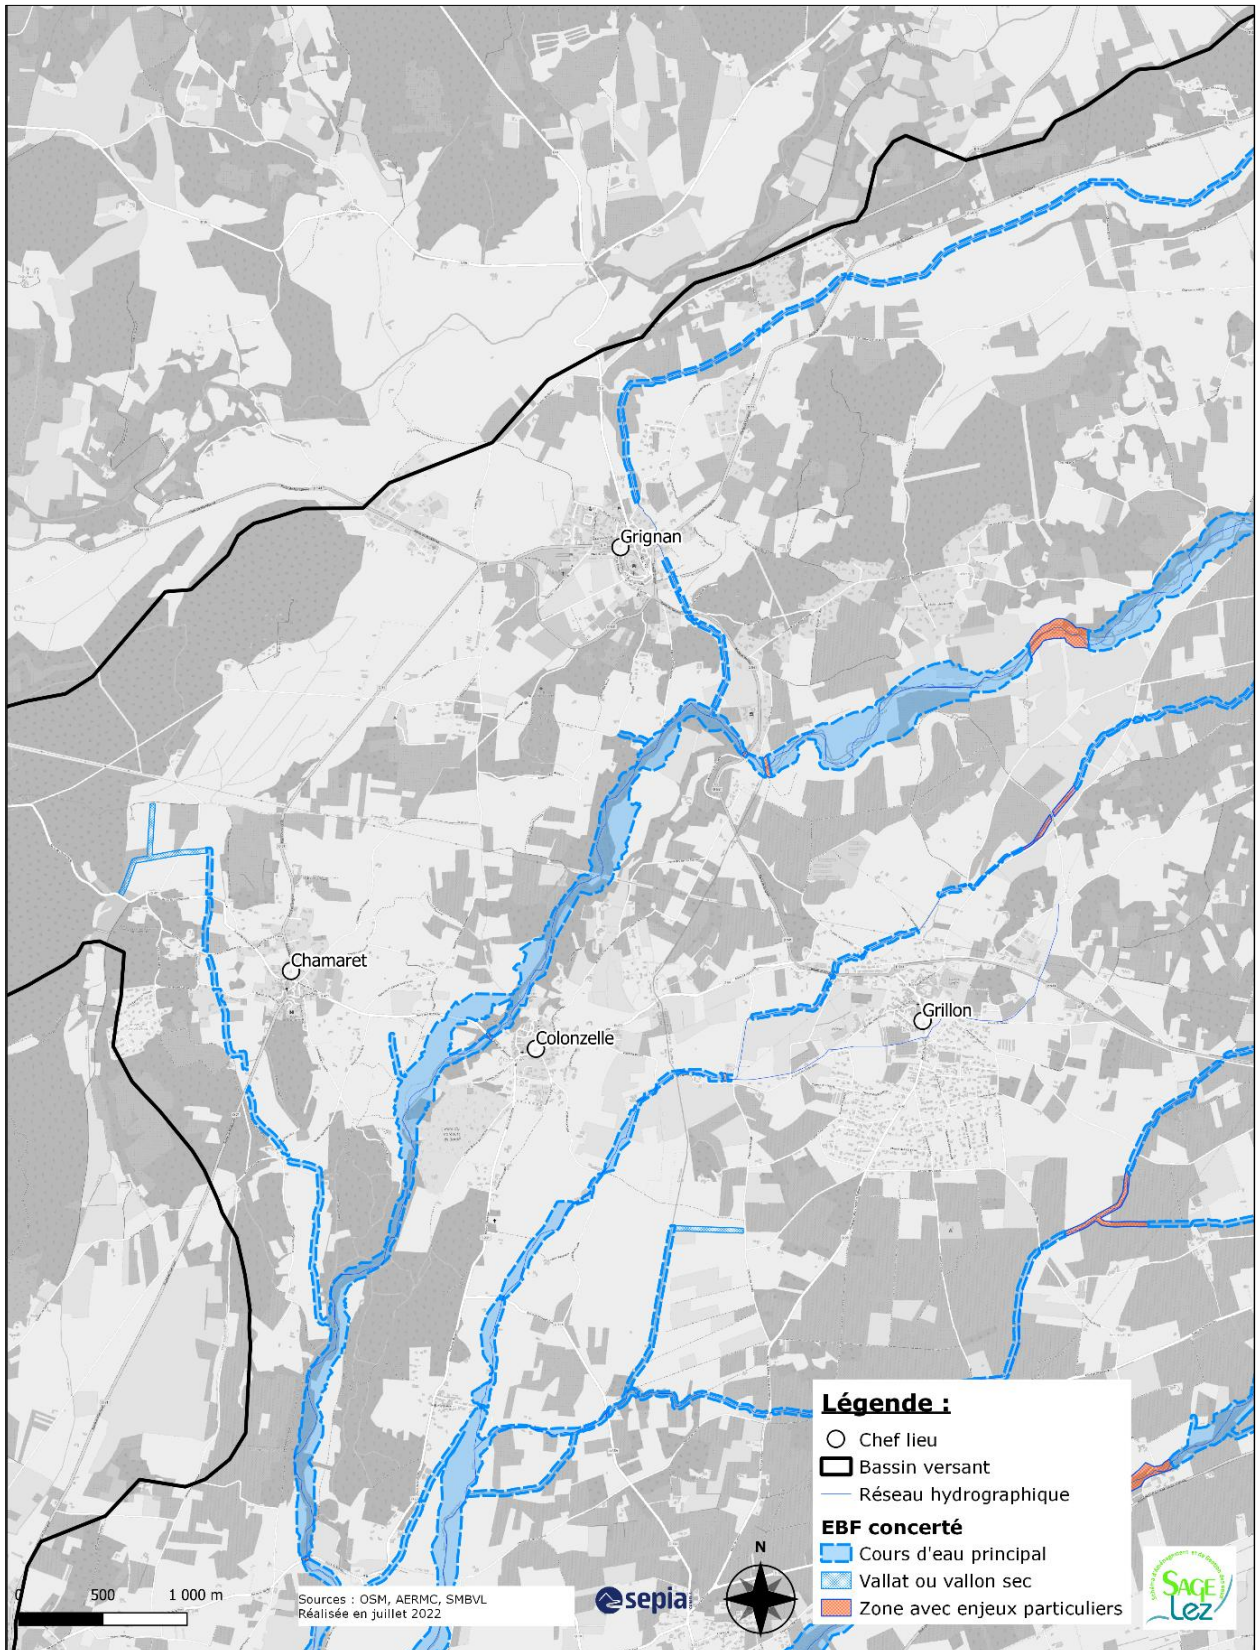 Grignan
Chamaret
Colonzelle
Grillon
Légende :
Chef lieu
Bassin versant
Réseau hydrographique
EBF concerté
Cours d'eau principal
Vallat ou vallon sec
Zone avec enjeux particuliers
0 500 1 000 m
Sources : OSM, AERMC, SMBVL
Réalisée en juillet 2022
sepia
N
SAGE
Lez